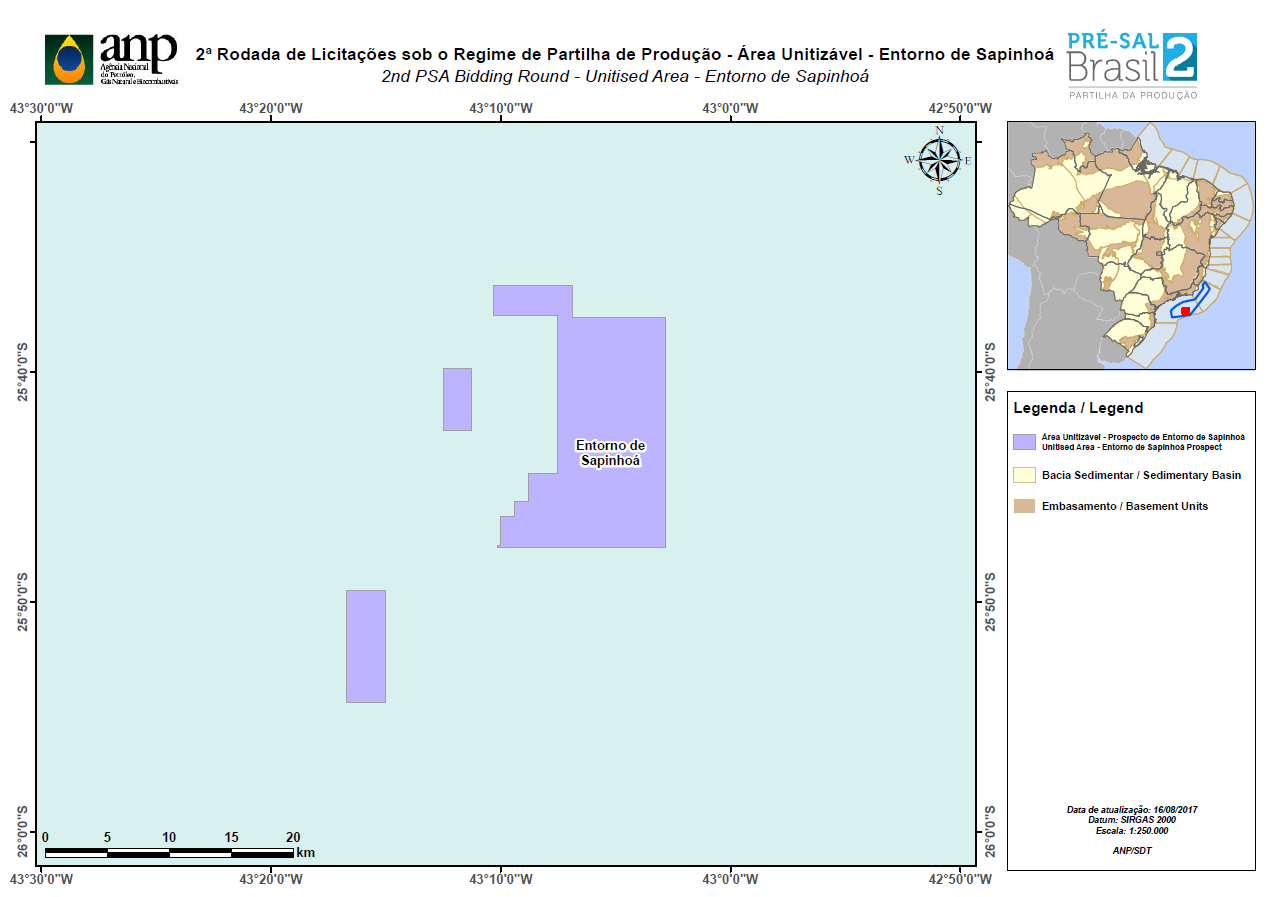 anp
Agência Nacional
do Petróleo,
Gás Natural e Biocombustíveis
2ª Rodada de Licitações sob o Regime de Partilha de Produção - Área Unitizável - Entorno de Sapinhoá
2nd PSA Bidding Round - Unitised Area - Entorno de Sapinhoá
PRÉ-SAL
Brasil 2
PARTILHA DA PRODUÇÃO
43°30'0"W 43°20'0"W 43°10'0"W 43°0'0"W 42°50'0"W
N
W E
S
25°40'0"S 25°40'0"S
Entorno de
Sapinhoá
25°50'0"S 25°50'0"S
26°0'0"S 26°0'0"S
0 5 10 15 20
km
43°30'0"W 43°20'0"W 43°10'0"W 43°0'0"W 42°50'0"W
Legenda / Legend
Área Unitizável - Prospecto de Entorno de Sapinhoá
Unitised Area - Entorno de Sapinhoá Prospect
Bacia Sedimentar / Sedimentary Basin
Embasamento / Basement Units
Data de atualização: 16/08/2017
Datum: SIRGAS 2000
Escala: 1:250.000
ANP/SDT